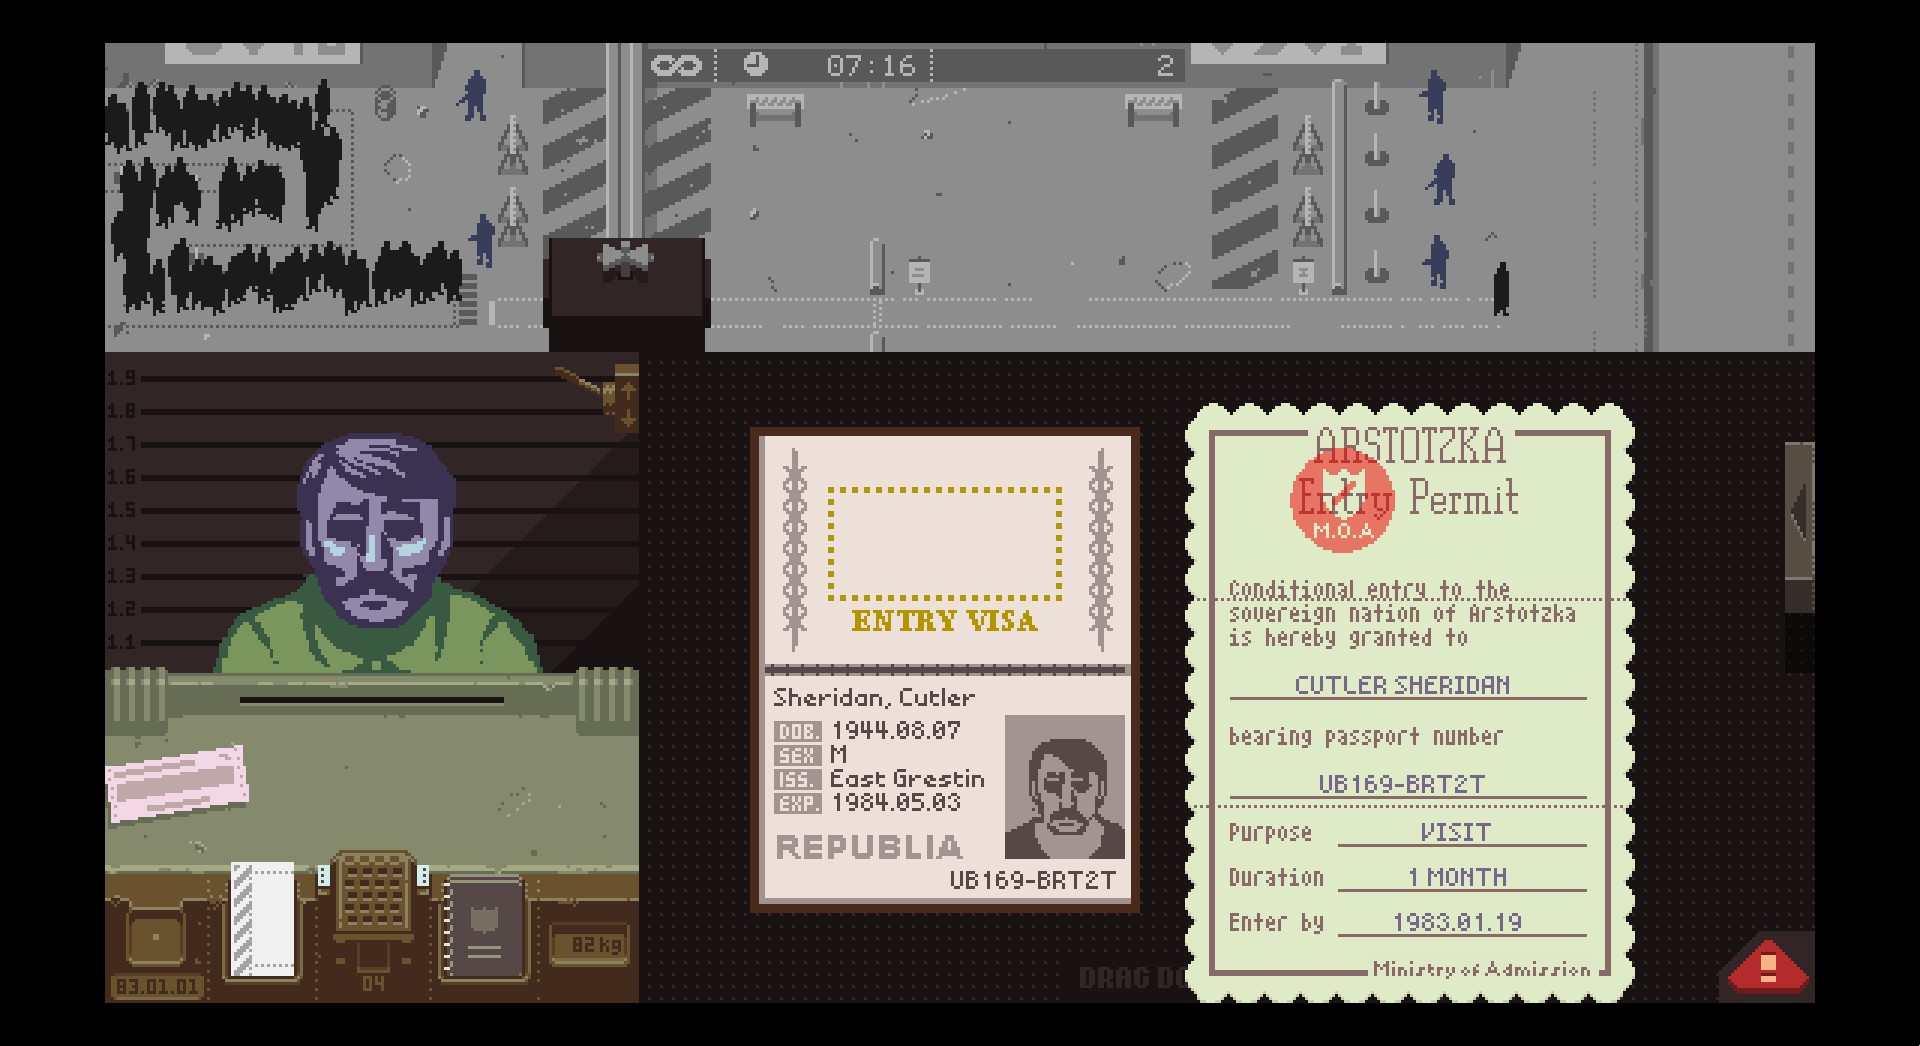 07:16
2
1.9
1.8
1.7
1.6
1.5
1.4
1.3
1.2
1.1
ENTRY VISA
Sheridan, Cutler
DOB. 1944.08.07
SEX M
ISS. East Grestin
EXP. 1984.05.03
REPUBLIA
UB169-BRT2T
ARSTOTZKA
Entry Permit
M.O.A
Conditional entry to the
sovereign nation of Arstotzka
is hereby granted to
CUTLER SHERIDAN
bearing passport number
UB169-BRT2T
Purpose VISIT
Duration 1 MONTH
Enter by 1983.01.19
Ministry of Admission
82kg
83.01.01
04
DRAG